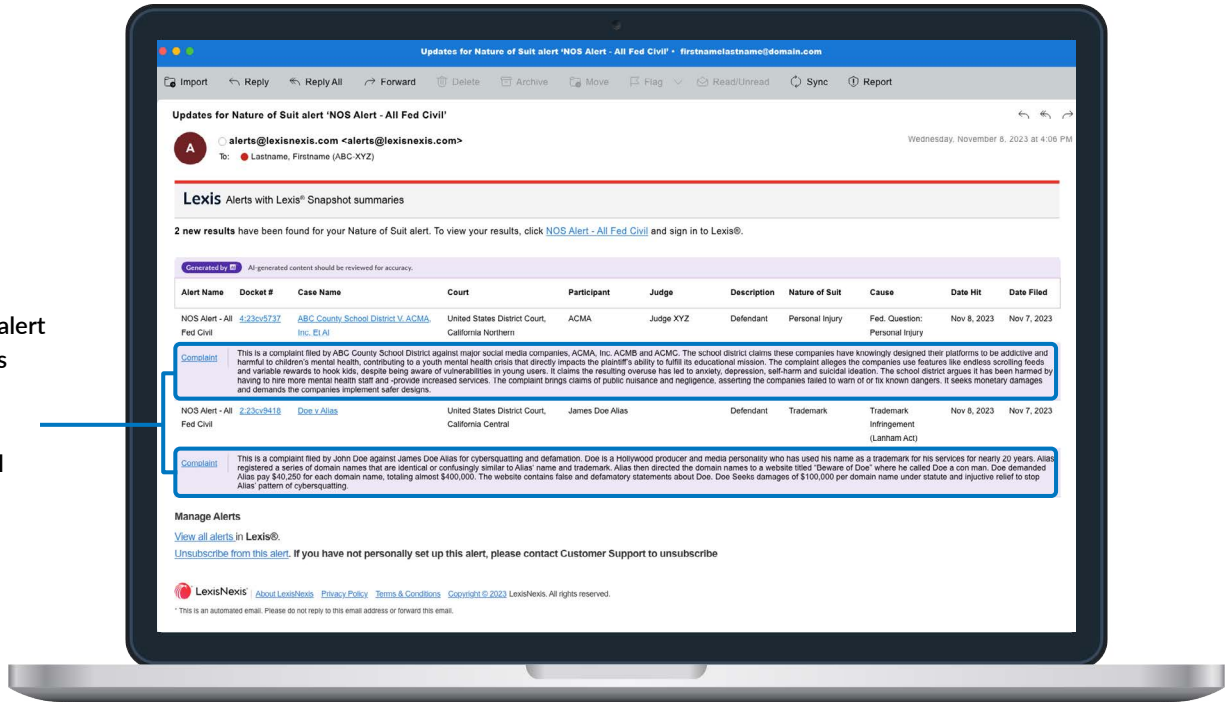 Updates for Nature of Suit alert 'NOS Alert - All Fed Civil' • firstnamelastname@domain.com
Import Reply Reply All Forward Delete Archive Move Flag Read/Unread Sync Report
Updates for Nature of Suit alert 'NOS Alert - All Fed Civil'
A
alerts@lexisnexis.com <alerts@lexisnexis.com>
Wednesday, November 8, 2023 at 4:06 PM
To: Lastname, Firstname (ABC-XYZ)
Lexis Alerts with Lexis® Snapshot summaries
2 new results have been found for your Nature of Suit alert. To view your results, click NOS Alert - All Fed Civil and sign in to Lexis®.
Generated by AI AI-generated content should be reviewed for accuracy.
Alert Name Docket # Case Name Court Participant Judge Description Nature of Suit Cause Date Hit Date Filed
NOS Alert - All 4:23cv5737 ABC County School District V. ACMA, United States District Court, ACMA Judge XYZ Defendant Personal Injury Fed. Question: Nov 8, 2023 Nov 7, 2023
Fed Civil Inc. Et Al California Northern Personal Injury
alert
s
Complaint This is a complaint filed by ABC County School District against major social media companies, ACMA, Inc. ACMB and ACMC. The school district claims these companies have knowingly designed their platforms to be addictive and
harmful to children's mental health, contributing to a youth mental health crisis that directly impacts the plaintiff's ability to fulfill its educational mission. The complaint alleges the companies use features like endless scrolling feeds
and variable rewards to hook kids, despite being aware of vulnerabilities in young users. It claims the resulting overuse has led to anxiety, depression, self-harm and suicidal ideation. The school district argues it has been harmed by
having to hire more mental health staff and -provide increased services. The complaint brings claims of public nuisance and negligence, asserting the companies failed to warn of or fix known dangers. It seeks monetary damages
and demands the companies implement safer designs.
NOS Alert - All 2:23cv9418 Doe v Alias United States District Court, James Doe Alias Defendant Trademark Trademark Nov 8, 2023 Nov 7, 2023
Fed Civil California Central Infringement
(Lanham Act)
Complaint This is a complaint filed by John Doe against James Doe Alias for cybersquatting and defamation. Doe is a Hollywood producer and media personality who has used his name as a trademark for his services for nearly 20 years. Alias
registered a series of domain names that are identical or confusingly similar to Alias' name and trademark. Alias then directed the domain names to a website titled "Beware of Doe" where he called Doe a con man. Doe demanded
Alias pay $40,250 for each domain name, totaling almost $400,000. The website contains false and defamatory statements about Doe. Doe Seeks damages of $100,000 per domain name under statute and injuctive relief to stop
Alias' pattern of cybersquatting.
Manage Alerts
View all alerts in Lexis®.
Unsubscribe from this alert. If you have not personally set up this alert, please contact Customer Support to unsubscribe
LexisNexis® About LexisNexis Privacy Policy Terms & Conditions Copyright © 2023 LexisNexis. All rights reserved.
* This is an automated email. Please do not reply to this email address or forward this email.